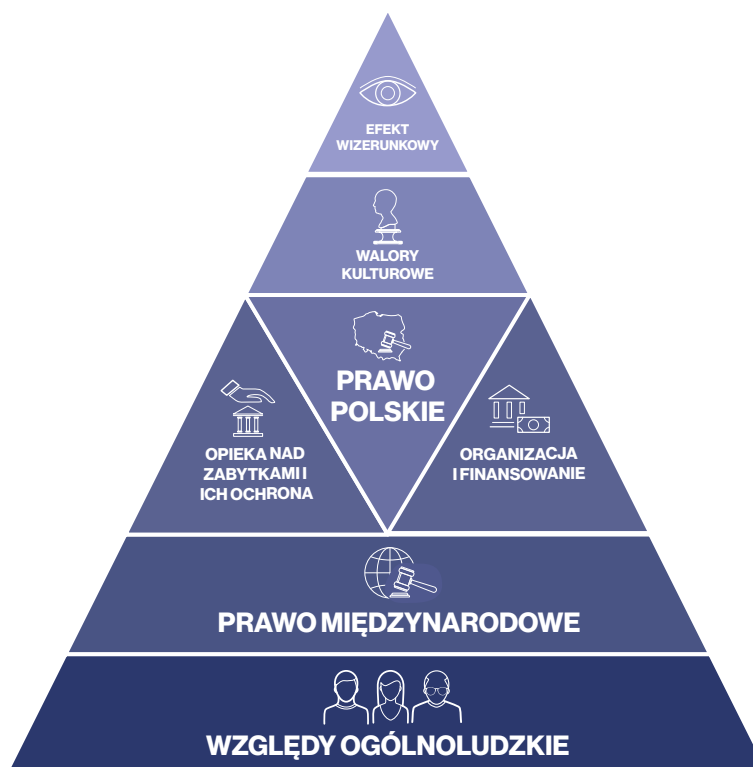 EFEKT
WIZERUNKOWY
WALORY
KULTUROWE
PRAWO
POLSKIE
OPIEKA NAD
ZABYTKAMI I
ICH OCHRONA
ORGANIZACJA
I FINANSOWANIE
PRAWO MIĘDZYNARODOWE
WZGLĘDY OGÓLNOLUDZKIE